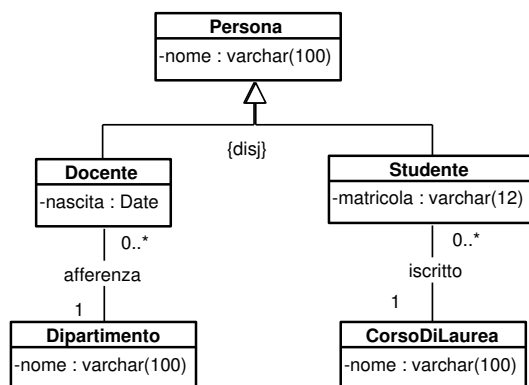 Persona
-nome : varchar(100)
{disj}
Docente
-nascita : Date
Studente
-matricola : varchar(12)
0..*
0..*
afferenza
iscritto
1
1
Dipartimento
-nome : varchar(100)
CorsoDiLaurea
-nome : varchar(100)